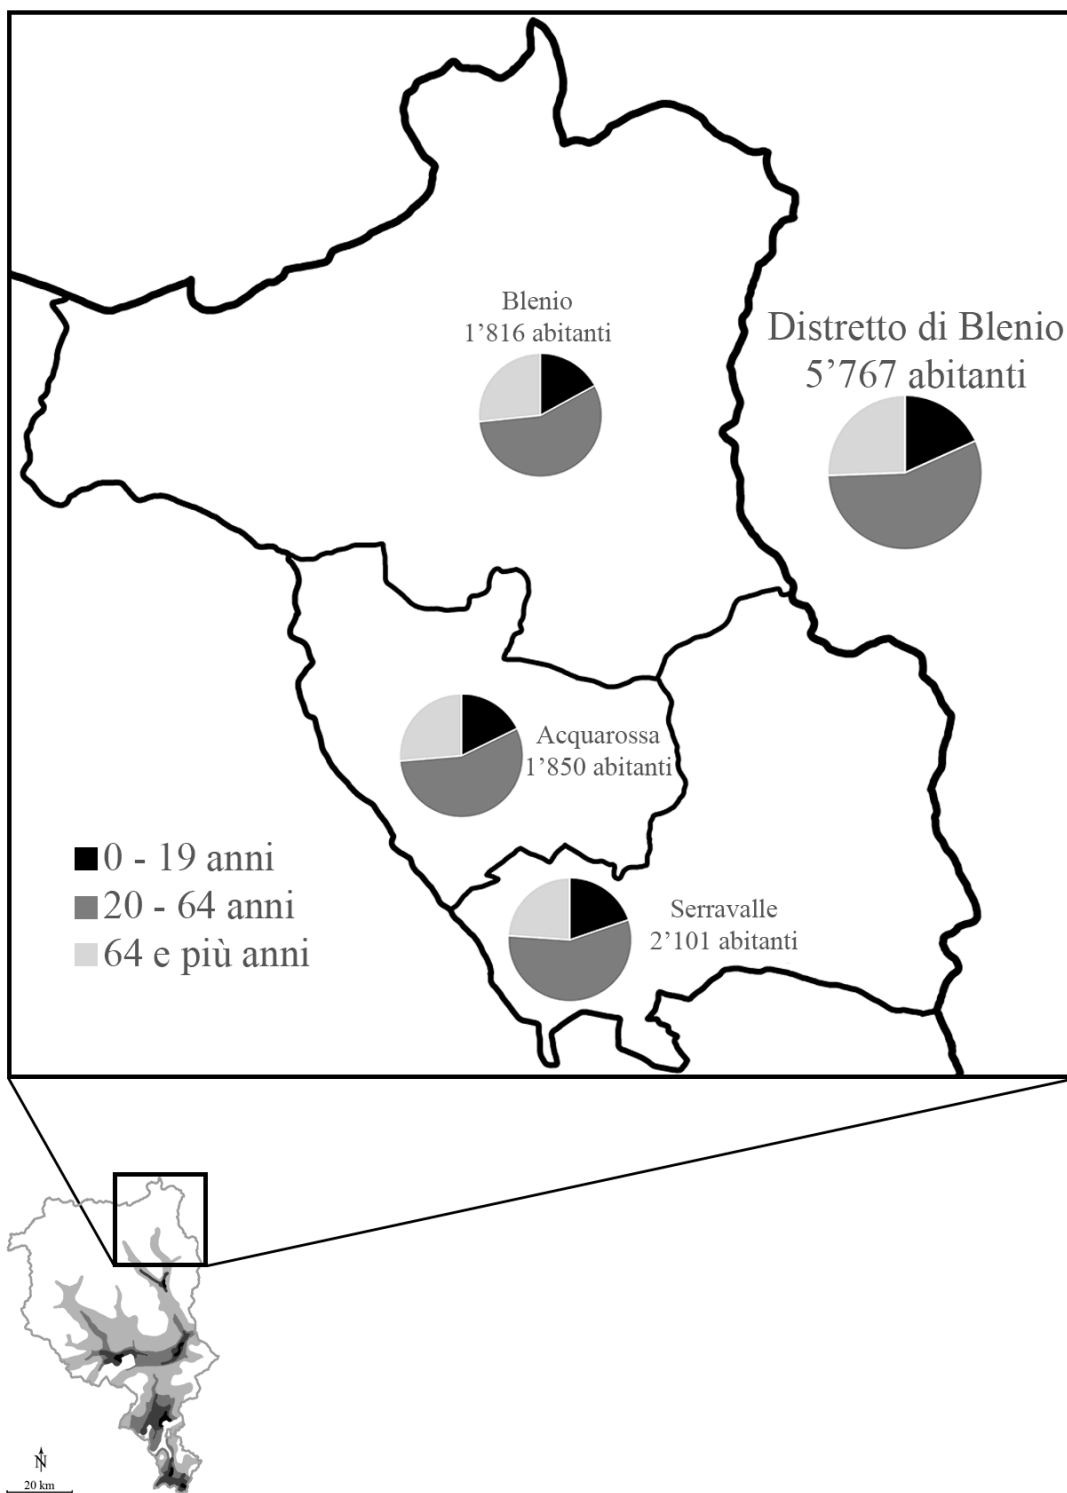 Blenio
1’816 abitanti
Distretto di Blenio
5’767 abitanti
Acquarossa
1’850 abitanti
0 - 19 anni
20 - 64 anni
64 e più anni
Serravalle
2’101 abitanti
N
20 km